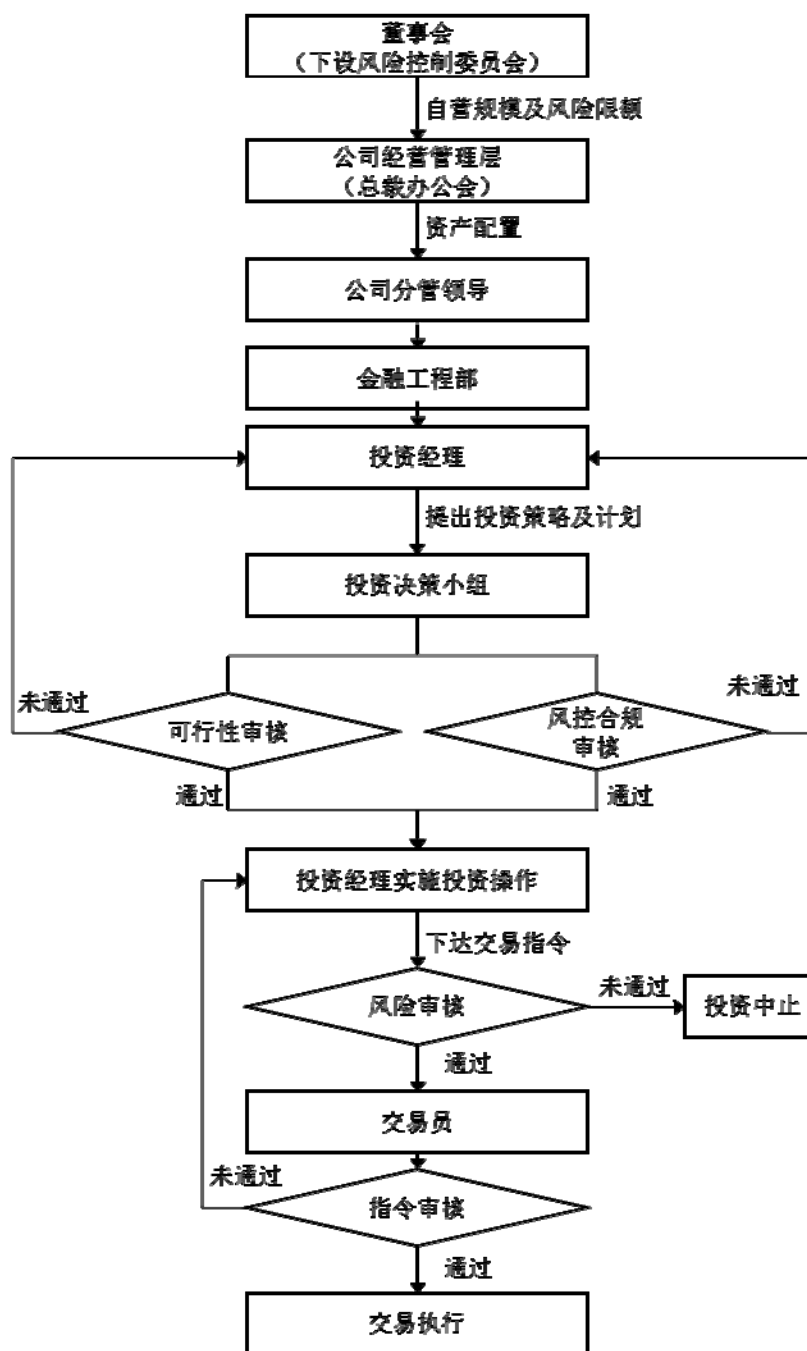 董事会
（下设风险控制委员会）
自营规模及风险限额
公司经营管理层
（总裁办公会）
资产配置
公司分管领导
金融工程部
投资经理
提出投资策略及计划
投资决策小组
未通过
可行性审核
风控合规
审核
未通过
通过
通过
投资经理实施投资操作
下达交易指令
风险审核
未通过
投资中止
通过
交易员
未通过
指令审核
通过
交易执行